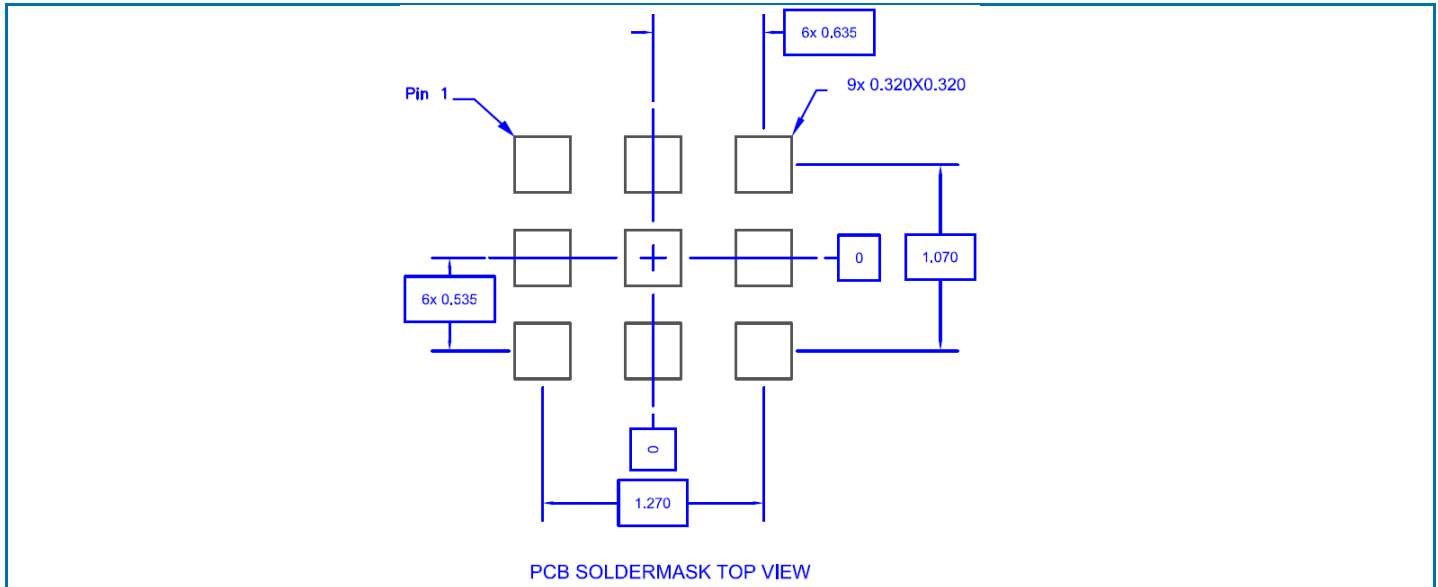 6x 0.635
9x 0.320X0.320
Pin 1
0
1.070
6x 0.535
0
1.270
PCB SOLDERMASK TOP VIEW